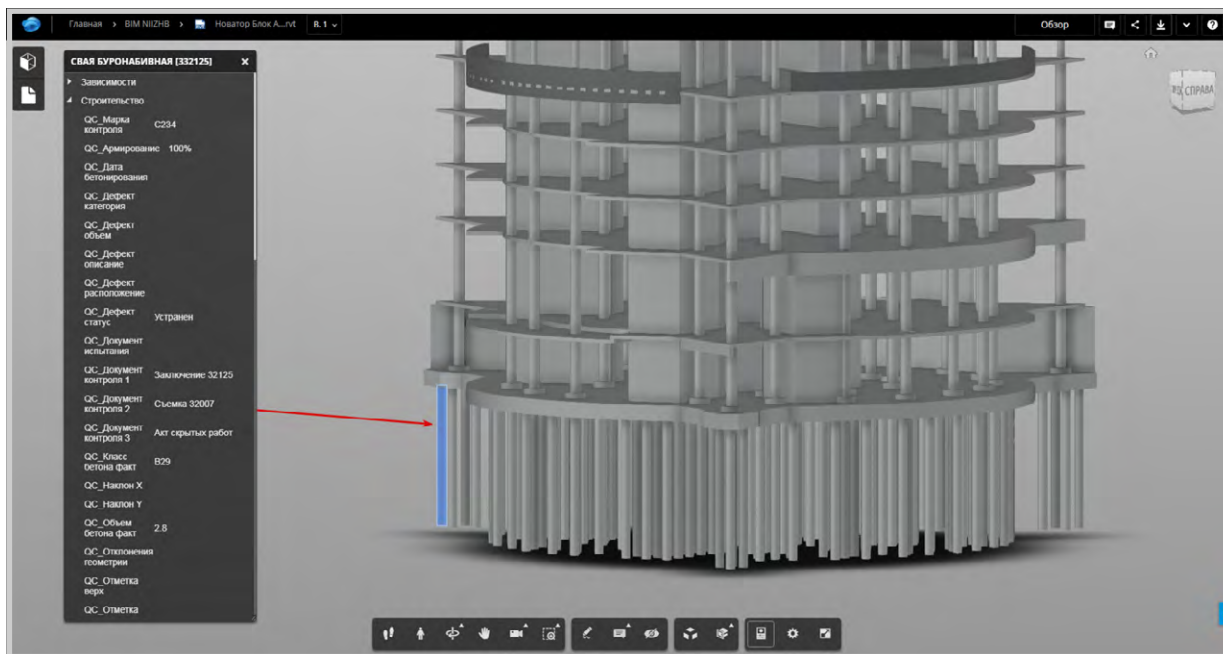 Главная > BIM NIIZHB > Новатор Блок А...rvt R. 1
Обзор
СВАЯ БУРОНАБИВНАЯ [332125] ×
Зависимости
Строительство
QC_Марка
контроля C234
QC_Армирование 100%
QC_Дата
бетонирования
QC_Дефект
категория
QC_Дефект
объем
QC_Дефект
описание
QC_Дефект
расположение
QC_Дефект
статус Устранен
QC_Документ
испытания
QC_Документ
контроля 1 Заключение 32125
QC_Документ
контроля 2 Съемка 32007
QC_Документ
контроля 3 Акт скрытых работ
QC_Класс
бетона факт B29
QC_Наклон X
QC_Наклон Y
QC_Объем
бетона факт 2.8
QC_Отклонения
геометрии
QC_Отметка
верх
QC_Отметка
СПРАВА